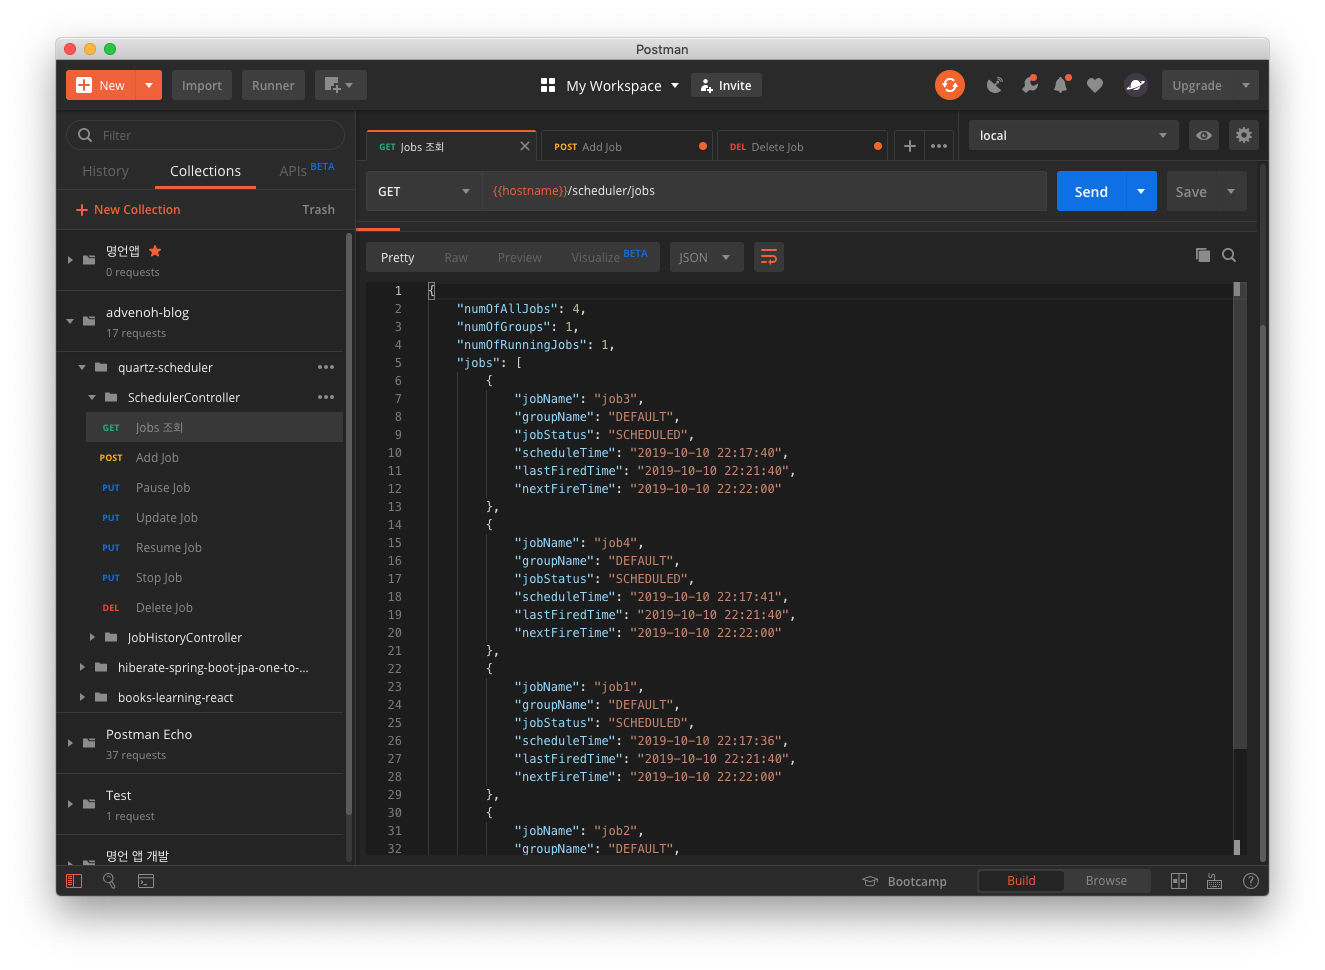 Postman
New
Import
Runner
My Workspace
Invite
Upgrade
Filter
History
Collections
APIs BETA
New Collection
Trash
명언앱
0 requests
advenoh-blog
17 requests
quartz-scheduler
SchedulerController
GET Jobs 조회
POST Add Job
PUT Pause Job
PUT Update Job
PUT Resume Job
PUT Stop Job
DEL Delete Job
JobHistoryController
hiberate-spring-boot-jpa-one-to-...
books-learning-react
Postman Echo
37 requests
Test
1 request
명언 앱 개발
GET Jobs 조회
POST Add Job
DEL Delete Job
local
GET
{{hostname}}/scheduler/jobs
Send
Save
Pretty
Raw
Preview
Visualize BETA
JSON
1 {
2 "numOfAllJobs": 4,
3 "numOfGroups": 1,
4 "numOfRunningJobs": 1,
5 "jobs": [
6 {
7 "jobName": "job3",
8 "groupName": "DEFAULT",
9 "jobStatus": "SCHEDULED",
10 "scheduleTime": "2019-10-10 22:17:40",
11 "lastFiredTime": "2019-10-10 22:21:40",
12 "nextFireTime": "2019-10-10 22:22:00"
13 },
14 {
15 "jobName": "job4",
16 "groupName": "DEFAULT",
17 "jobStatus": "SCHEDULED",
18 "scheduleTime": "2019-10-10 22:17:41",
19 "lastFiredTime": "2019-10-10 22:21:40",
20 "nextFireTime": "2019-10-10 22:22:00"
21 },
22 {
23 "jobName": "job1",
24 "groupName": "DEFAULT",
25 "jobStatus": "SCHEDULED",
26 "scheduleTime": "2019-10-10 22:17:36",
27 "lastFiredTime": "2019-10-10 22:21:40",
28 "nextFireTime": "2019-10-10 22:22:00"
29 },
30 {
31 "jobName": "job2",
32 "groupName": "DEFAULT",
Bootcamp
Build
Browse